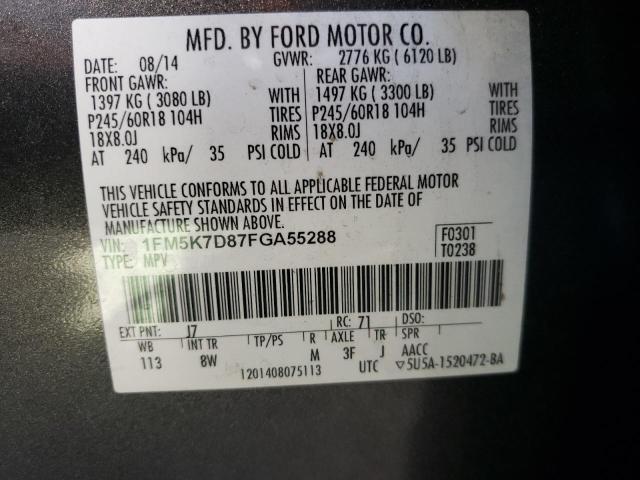 MFD. BY FORD MOTOR CO.
DATE: 08/14 GVWR: 2776 KG ( 6120 LB)
FRONT GAWR: REAR GAWR:
1397 KG ( 3080 LB) WITH 1497 KG ( 3300 LB) WITH
P245/60R18 104H TIRES P245/60R18 104H TIRES
18X8.0J RIMS 18X8.0J RIMS
AT 240 kPa/ 35 PSI COLD AT 240 kPa/ 35 PSI COLD
THIS VEHICLE CONFORMS TO ALL APPLICABLE FEDERAL MOTOR
VEHICLE SAFETY STANDARDS IN EFFECT ON THE DATE OF
MANUFACTURE SHOWN ABOVE.
VIN: 1FM5K7D87FGA55288 F0301
TYPE: MPV T0238
EXT PNT: J7 RC: 71 DSO:
WB INT TR TP/PS R AXLE TR SPR
113 8W M 3F J AACC
1201408075113 UTC ▽5U5A-1520472-BA